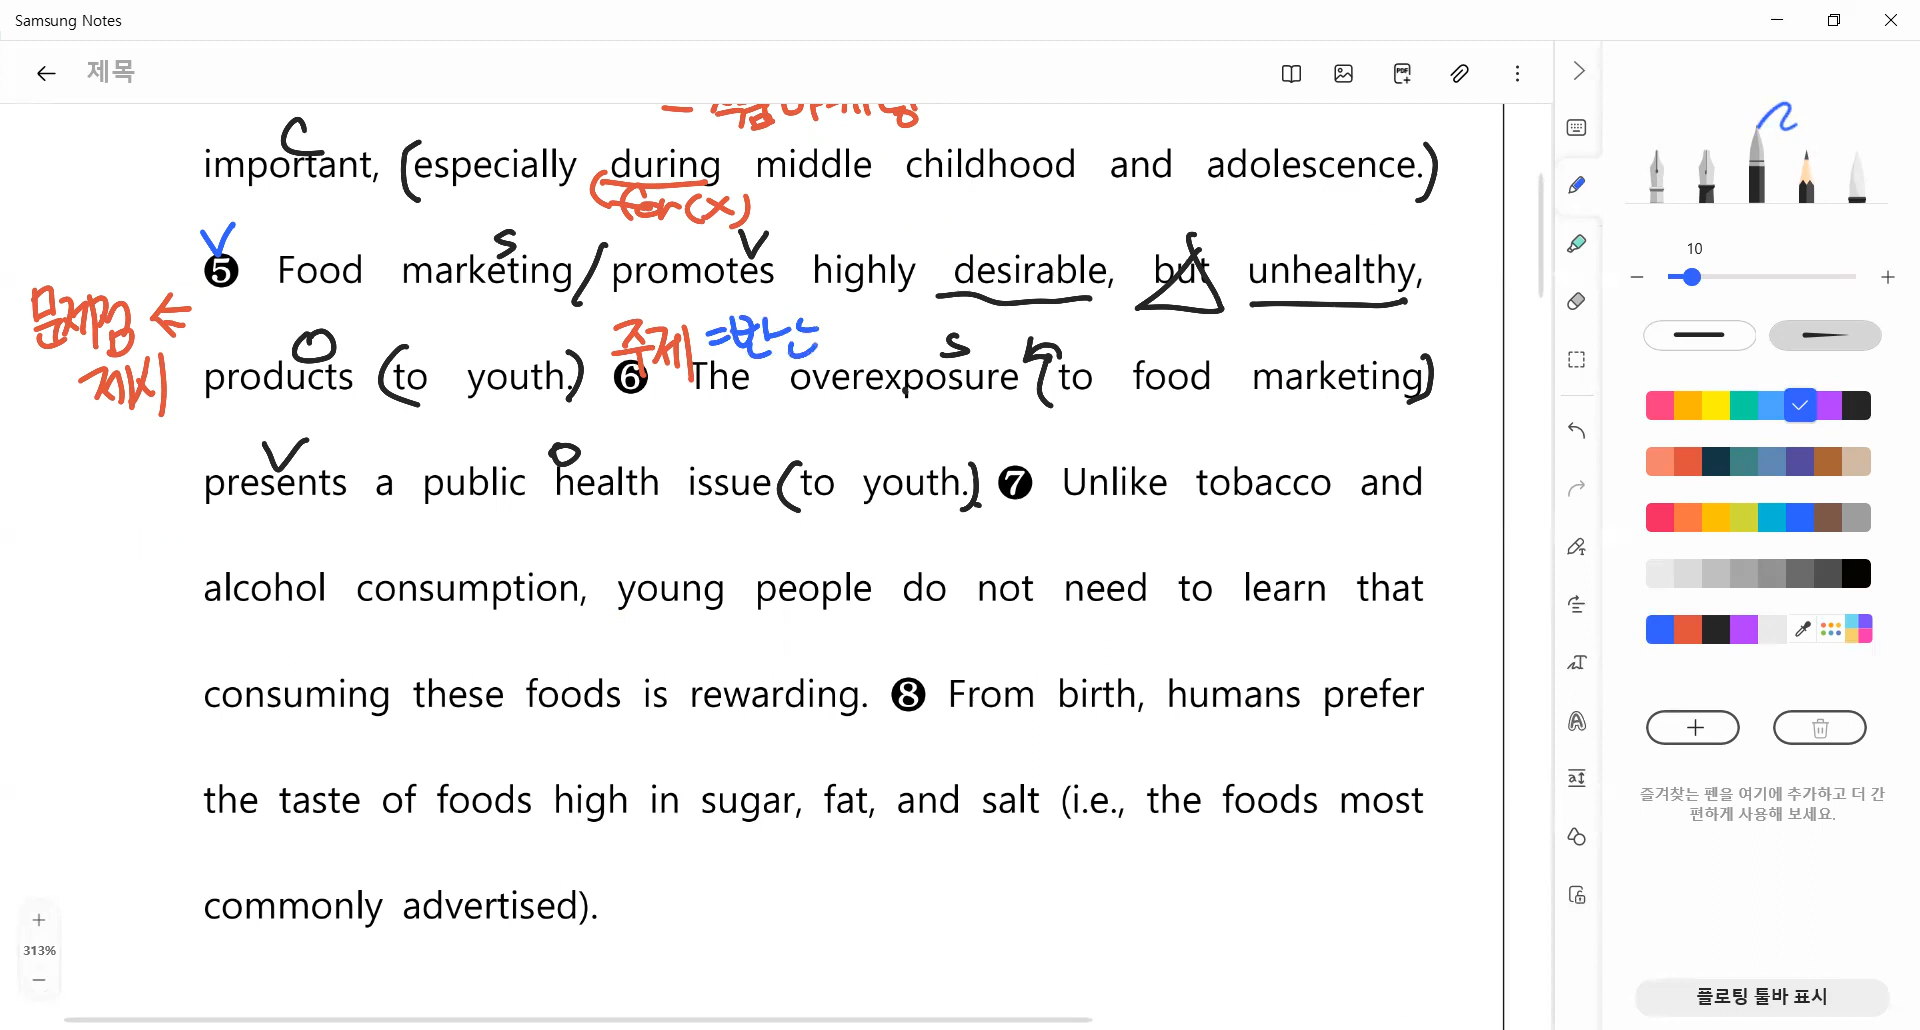 Samsung Notes
제목
important, (especially during middle childhood and adolescence.)
for(x)
❺ Food marketing / promotes highly desirable, but unhealthy,
문제점
제시
products (to youth.) ❻ The overexposure to food marketing)
주제
presents a public health issue (to youth.) ❼ Unlike tobacco and
alcohol consumption, young people do not need to learn that
consuming these foods is rewarding. ❽ From birth, humans prefer
the taste of foods high in sugar, fat, and salt (i.e., the foods most
commonly advertised).
313%
PDF
10
즐겨찾는 펜을 여기에 추가하고 더 간
편하게 사용해 보세요.
플로팅 툴바 표시